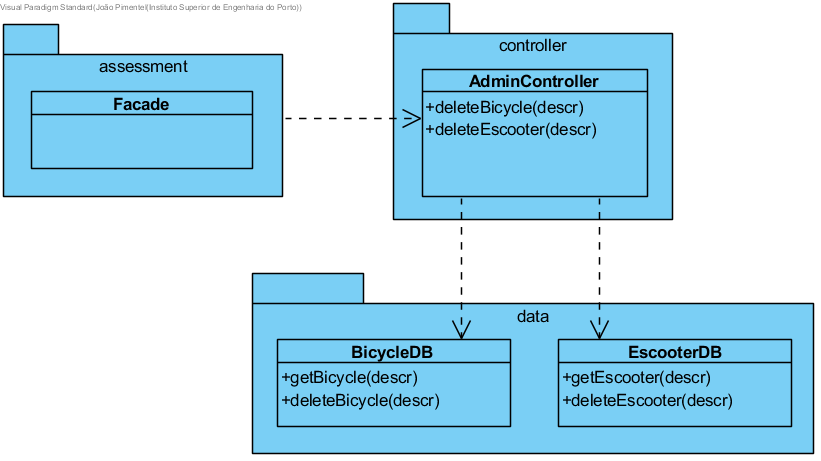 Visual Paradigm Standard(João Pimentel(Instituto Superior de Engenharia do Porto))
controller
assessment
AdminController
Facade
+deleteBicycle(descr)
+deleteEscooter(descr)
data
BicycleDB
+getBicycle(descr)
+deleteBicycle(descr)
EscooterDB
+getEscooter(descr)
+deleteEscooter(descr)